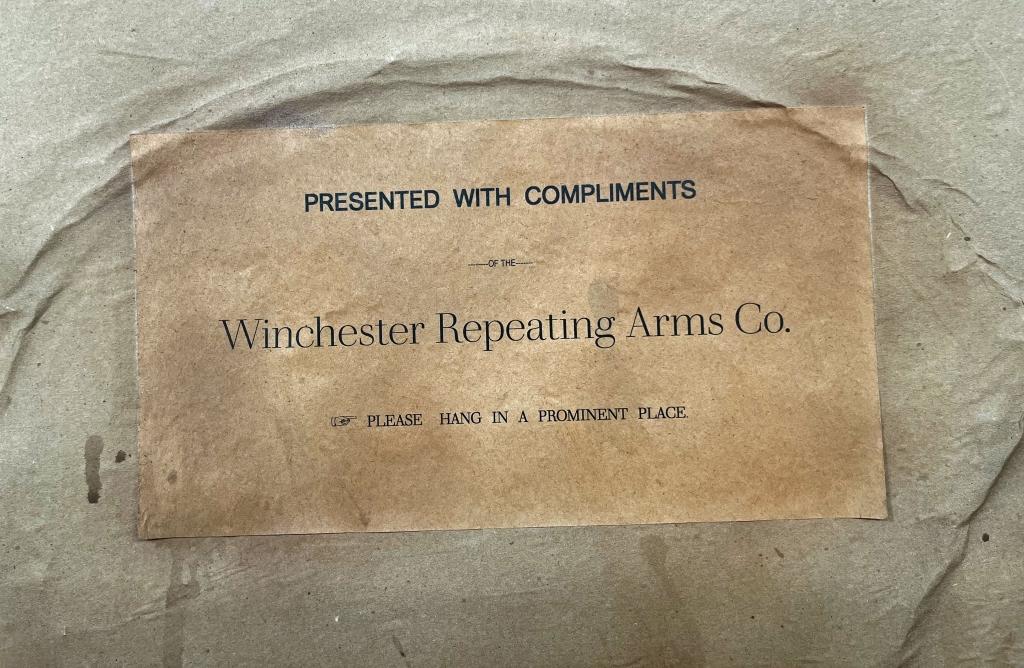 PRESENTED WITH COMPLIMENTS
-------OF THE------
Winchester Repeating Arms Co.
☞ PLEASE HANG IN A PROMINENT PLACE.